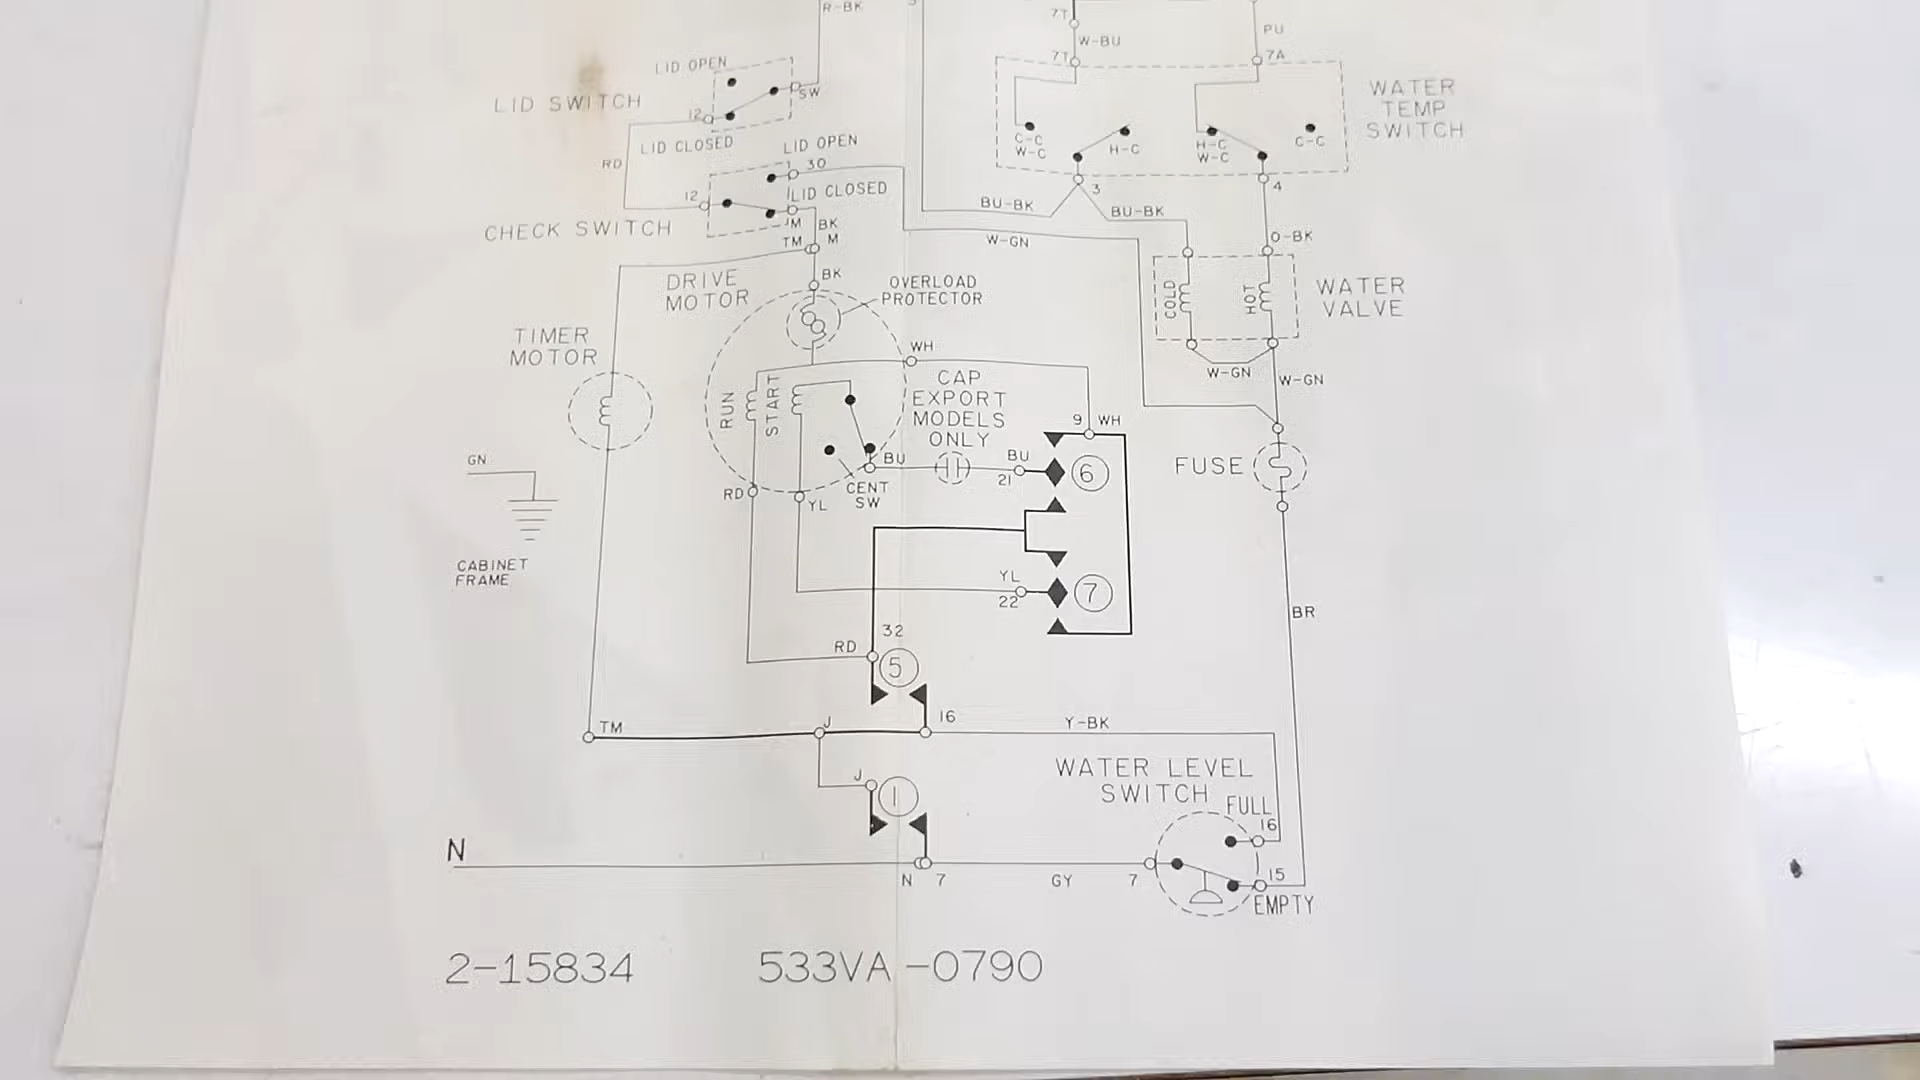 R-BK
7T
W-BU
PU
7T
7A
LID OPEN
SW
LID SWITCH
12
LID CLOSED
WATER
TEMP
SWITCH
C-C
W-C
H-C
H-C
W-C
C-C
RD
LID OPEN
30
12
LID CLOSED
3
4
BU-BK
BU-BK
CHECK SWITCH
M
BK
TM
M
W-GN
O-BK
DRIVE
MOTOR
BK
OVERLOAD
PROTECTOR
COLD
HOT
WATER
VALVE
TIMER
MOTOR
WH
W-GN
W-GN
RUN
START
CAP
EXPORT
MODELS
ONLY
9
WH
GN
BU
BU
21
6
FUSE
RD
YL
CENT
SW
CABINET
FRAME
YL
22
7
BR
32
RD
5
TM
J
16
Y-BK
WATER LEVEL
SWITCH
FULL
16
J
1
N
N
7
GY
7
15
EMPTY
2-15834
533VA-0790